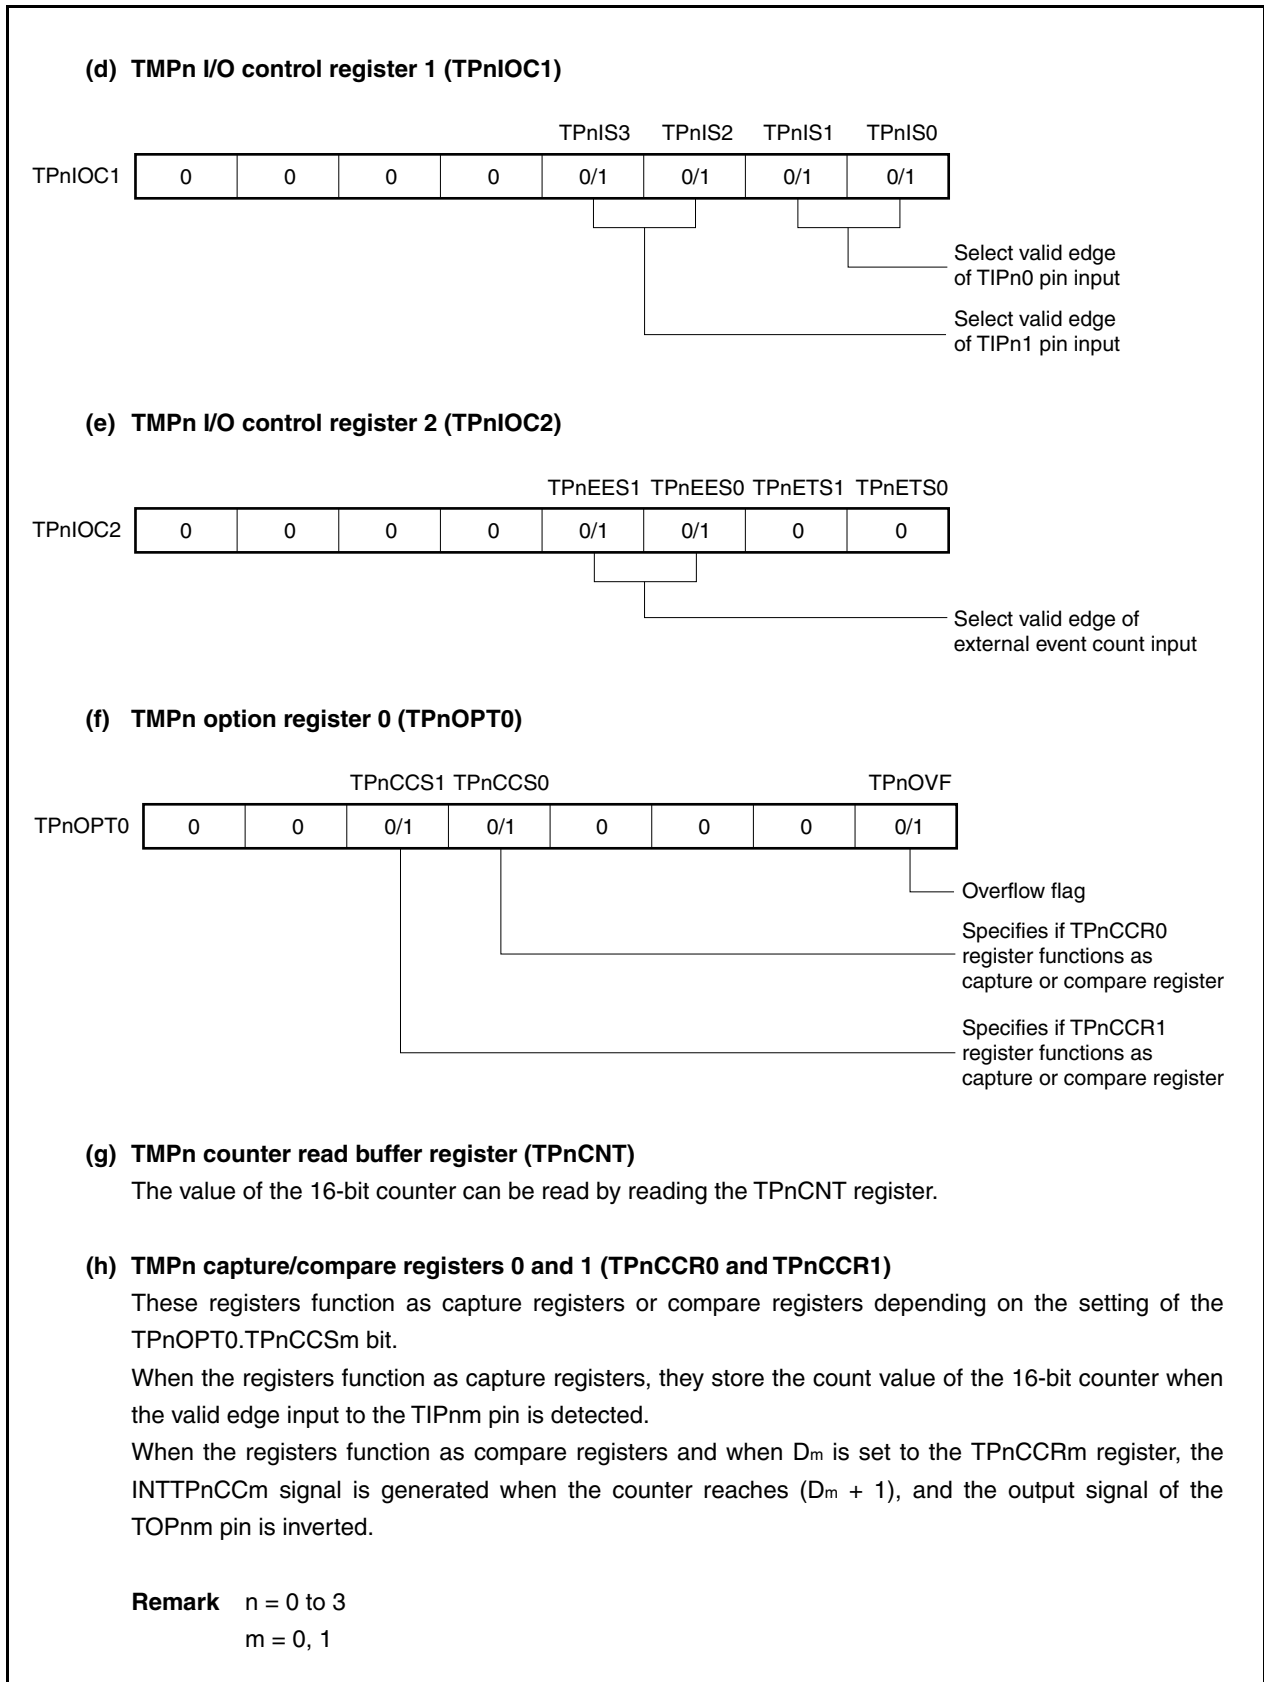 (d) TMPn I/O control register 1 (TPnIOC1)
TPnIS3 TPnIS2 TPnIS1 TPnIS0
TPnIOC1 0 0 0 0 0/1 0/1 0/1 0/1
Select valid edge
of TIPn0 pin input
Select valid edge
of TIPn1 pin input
(e) TMPn I/O control register 2 (TPnIOC2)
TPnEES1 TPnEES0 TPnETS1 TPnETS0
TPnIOC2 0 0 0 0 0/1 0/1 0 0
Select valid edge of
external event count input
(f) TMPn option register 0 (TPnOPT0)
TPnCCS1 TPnCCS0 TPnOVF
TPnOPT0 0 0 0/1 0/1 0 0 0 0/1
Overflow flag
Specifies if TPnCCR0
register functions as
capture or compare register
Specifies if TPnCCR1
register functions as
capture or compare register
(g) TMPn counter read buffer register (TPnCNT)
The value of the 16-bit counter can be read by reading the TPnCNT register.
(h) TMPn capture/compare registers 0 and 1 (TPnCCR0 and TPnCCR1)
These registers function as capture registers or compare registers depending on the setting of the
TPnOPT0.TPnCCSm bit.
When the registers function as capture registers, they store the count value of the 16-bit counter when
the valid edge input to the TIPnm pin is detected.
When the registers function as compare registers and when Dm is set to the TPnCCRm register, the
INTTPnCCm signal is generated when the counter reaches (Dm + 1), and the output signal of the
TOPnm pin is inverted.
Remark n = 0 to 3
m = 0, 1